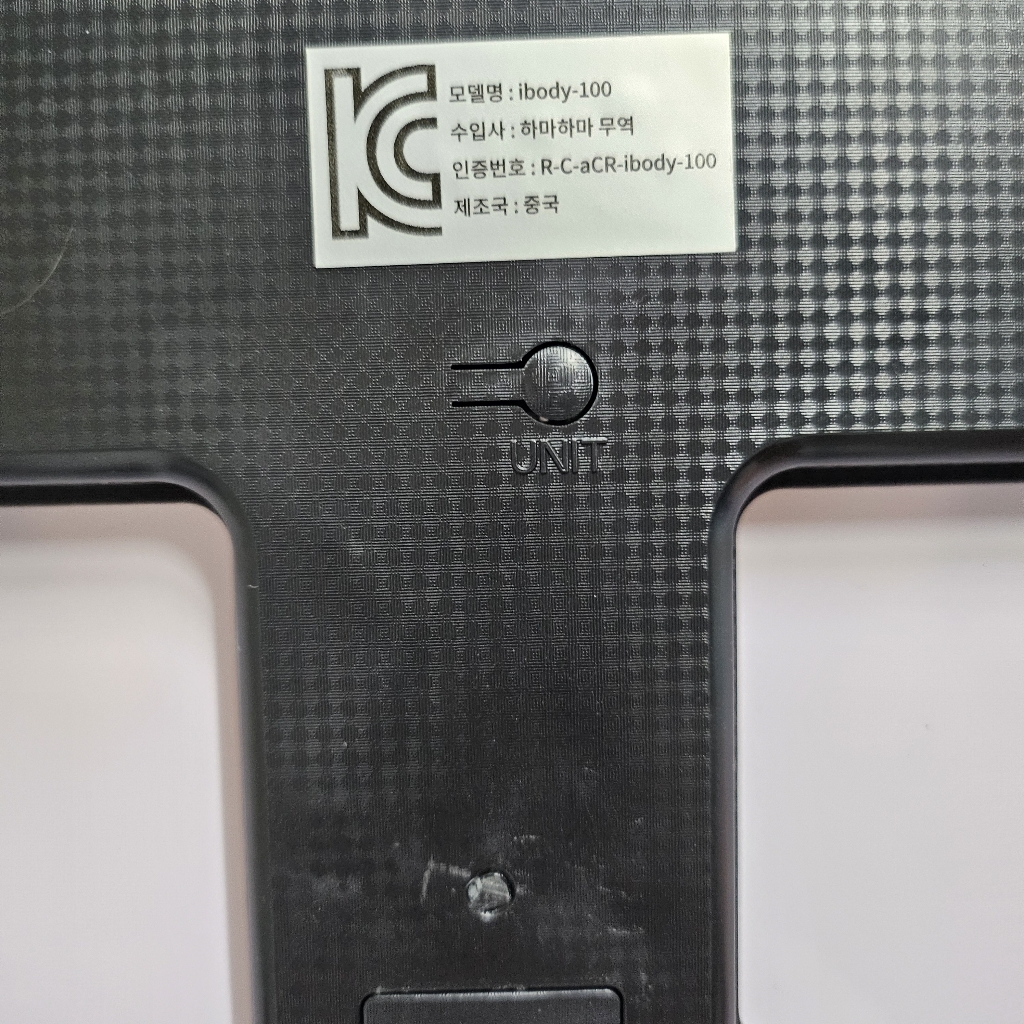 KC
모델명 : ibody-100
수입사 : 하마하마 무역
인증번호 : R-C-aCR-ibody-100
제조국 : 중국
UNIT